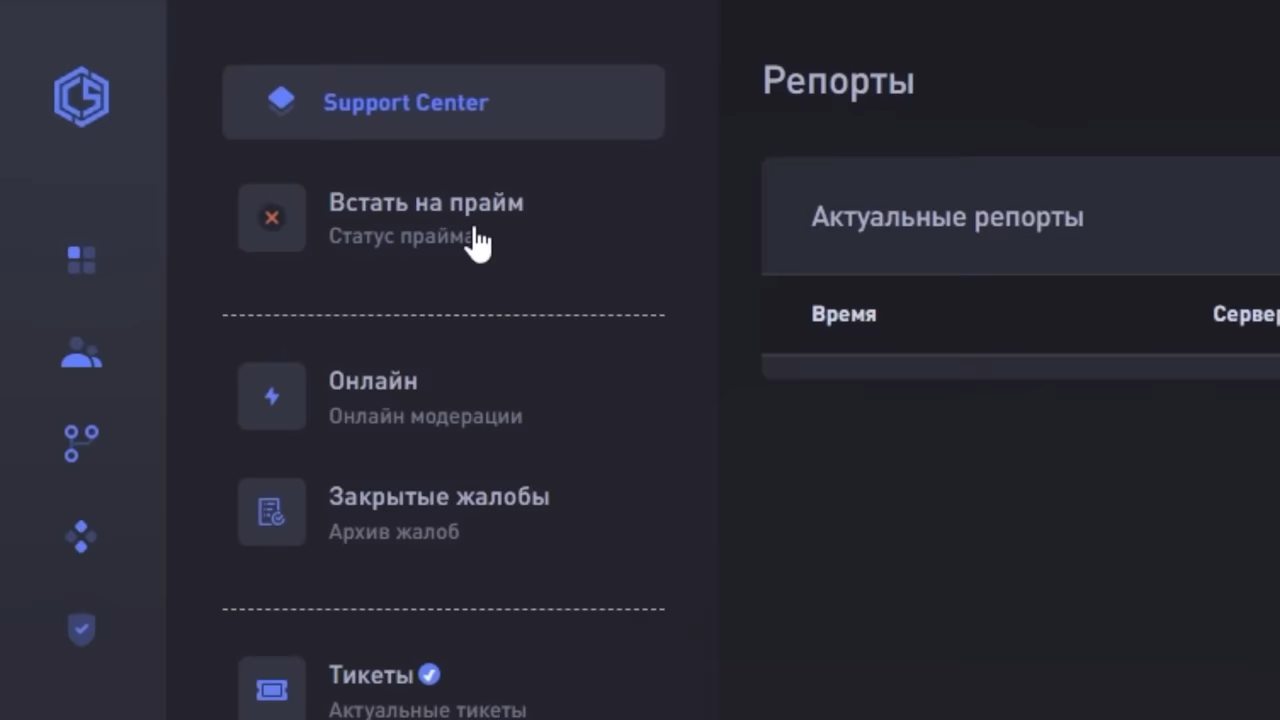 Support Center
Встать на прайм
Статус прайма
Онлайн
Онлайн модерации
Закрытые жалобы
Архив жалоб
Тикеты
Актуальные тикеты
Репорты
Актуальные репорты
Время
Сервер